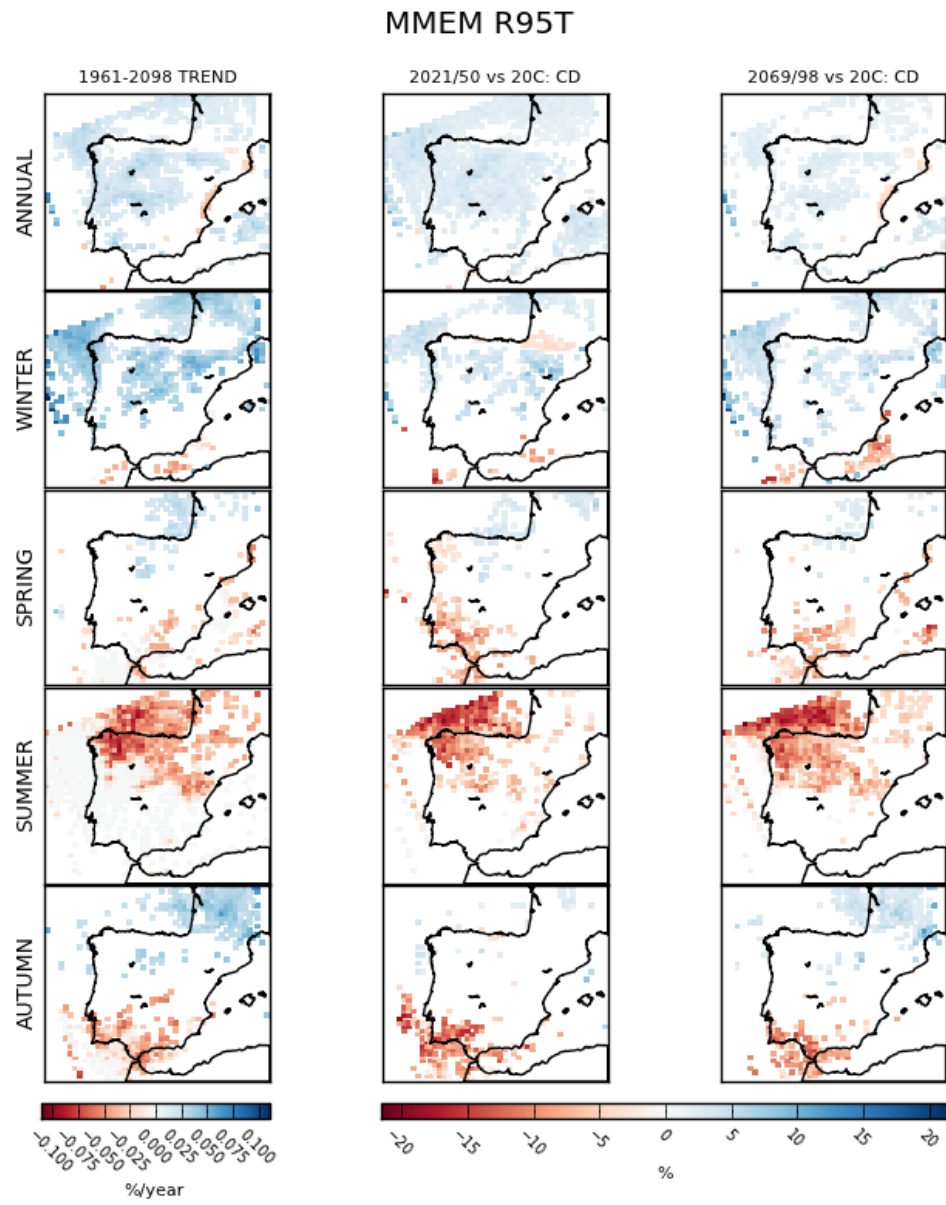 MMEM R95T
1961-2098 TREND
2021/50 vs 20C: CD
2069/98 vs 20C: CD
ANNUAL
WINTER
SPRING
SUMMER
AUTUMN
−0.100
−0.075
−0.050
−0.025
0.000
0.025
0.050
0.075
0.100
%/year
−20
−15
−10
−5
0
5
10
15
20
%